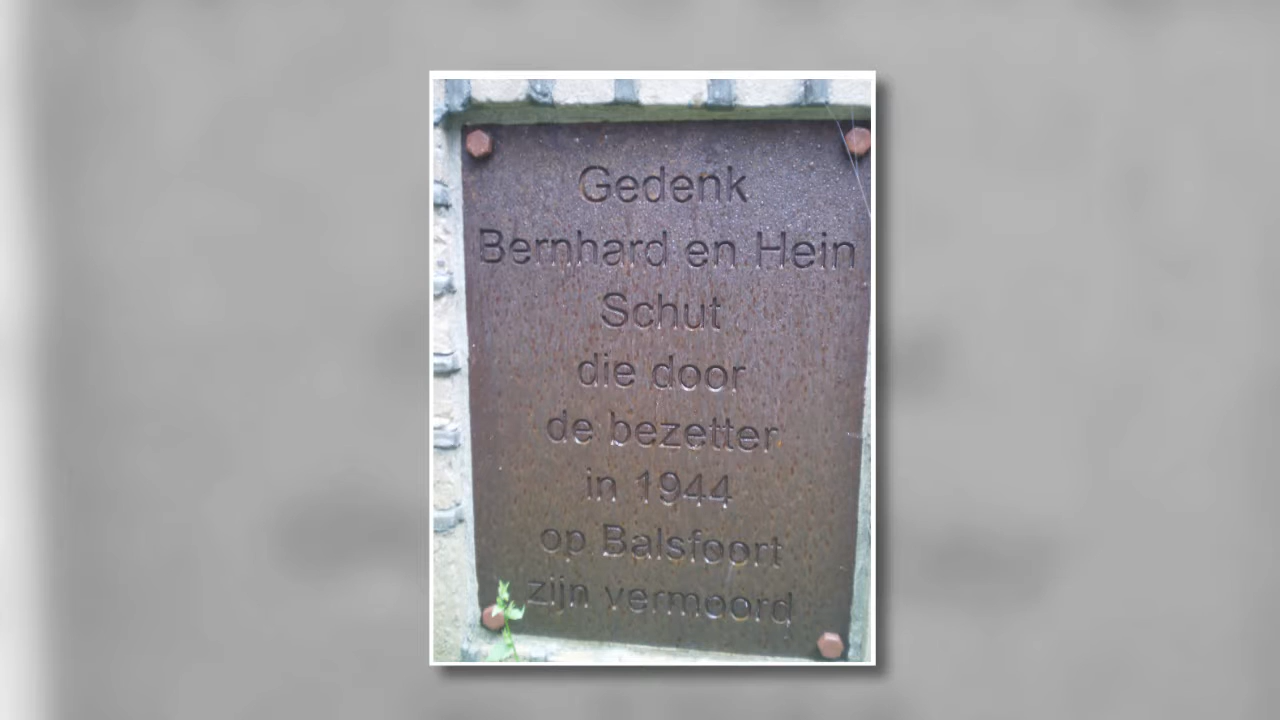 Gedenk
Bernhard en Hein
Schut
die door
de bezetter
in 1944
op Balsfoort
zijn vermoord